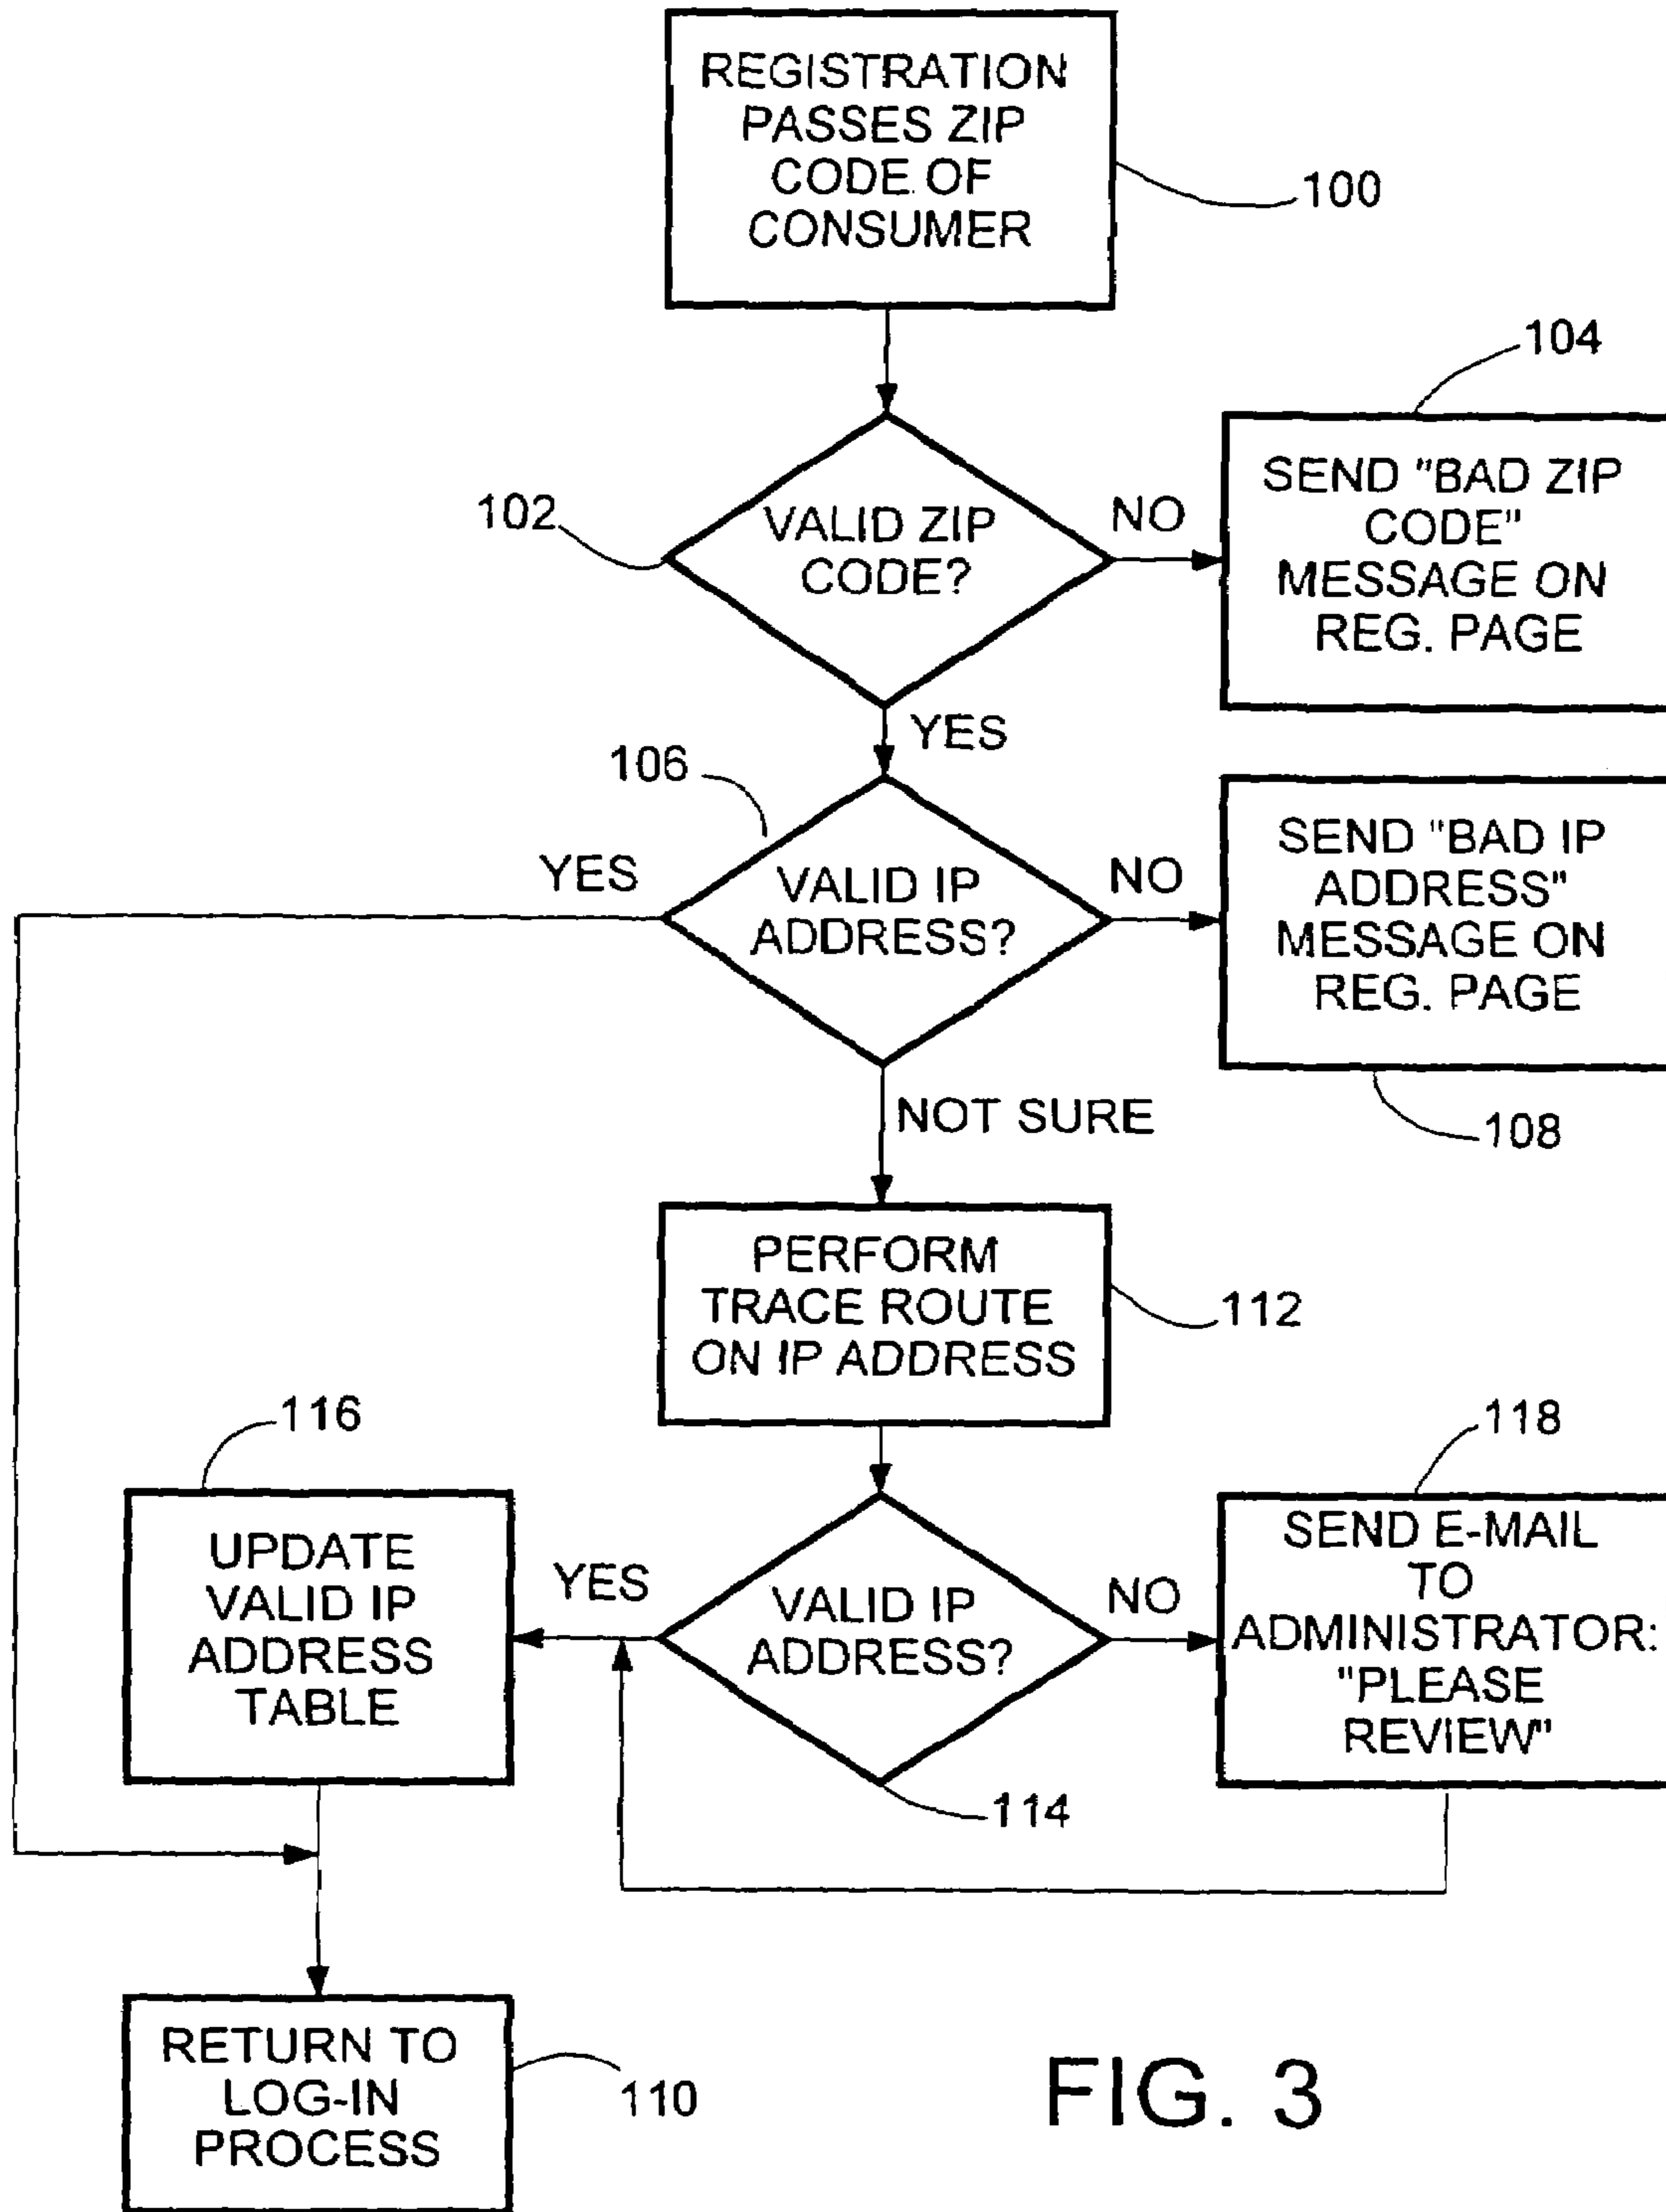 REGISTRATION
PASSES ZIP
CODE OF
CONSUMER
100
104
102
VALID ZIP
CODE?
NO
SEND "BAD ZIP
CODE"
MESSAGE ON
REG. PAGE
YES
106
YES
VALID IP
ADDRESS?
NO
SEND "BAD IP
ADDRESS"
MESSAGE ON
REG. PAGE
108
NOT SURE
PERFORM
TRACE ROUTE
ON IP ADDRESS
112
116
118
UPDATE
VALID IP
ADDRESS
TABLE
YES
VALID IP
ADDRESS?
NO
SEND E-MAIL
TO
ADMINISTRATOR:
"PLEASE
REVIEW"
114
RETURN TO
LOG-IN
PROCESS
110
FIG. 3